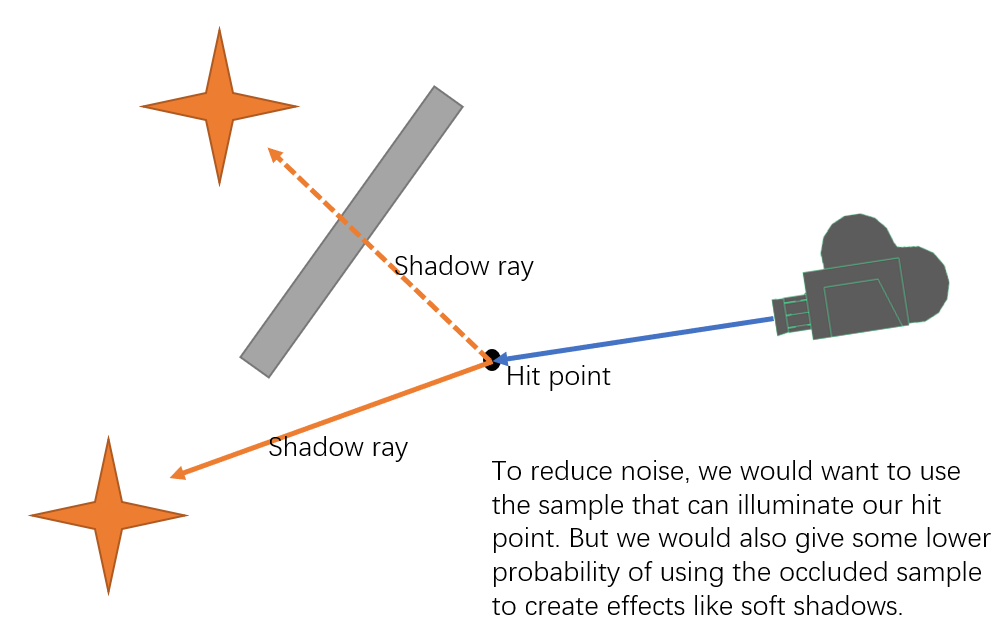 Shadow ray
Hit point
Shadow ray
To reduce noise, we would want to use
the sample that can illuminate our hit
point. But we would also give some lower
probability of using the occluded sample
to create effects like soft shadows.